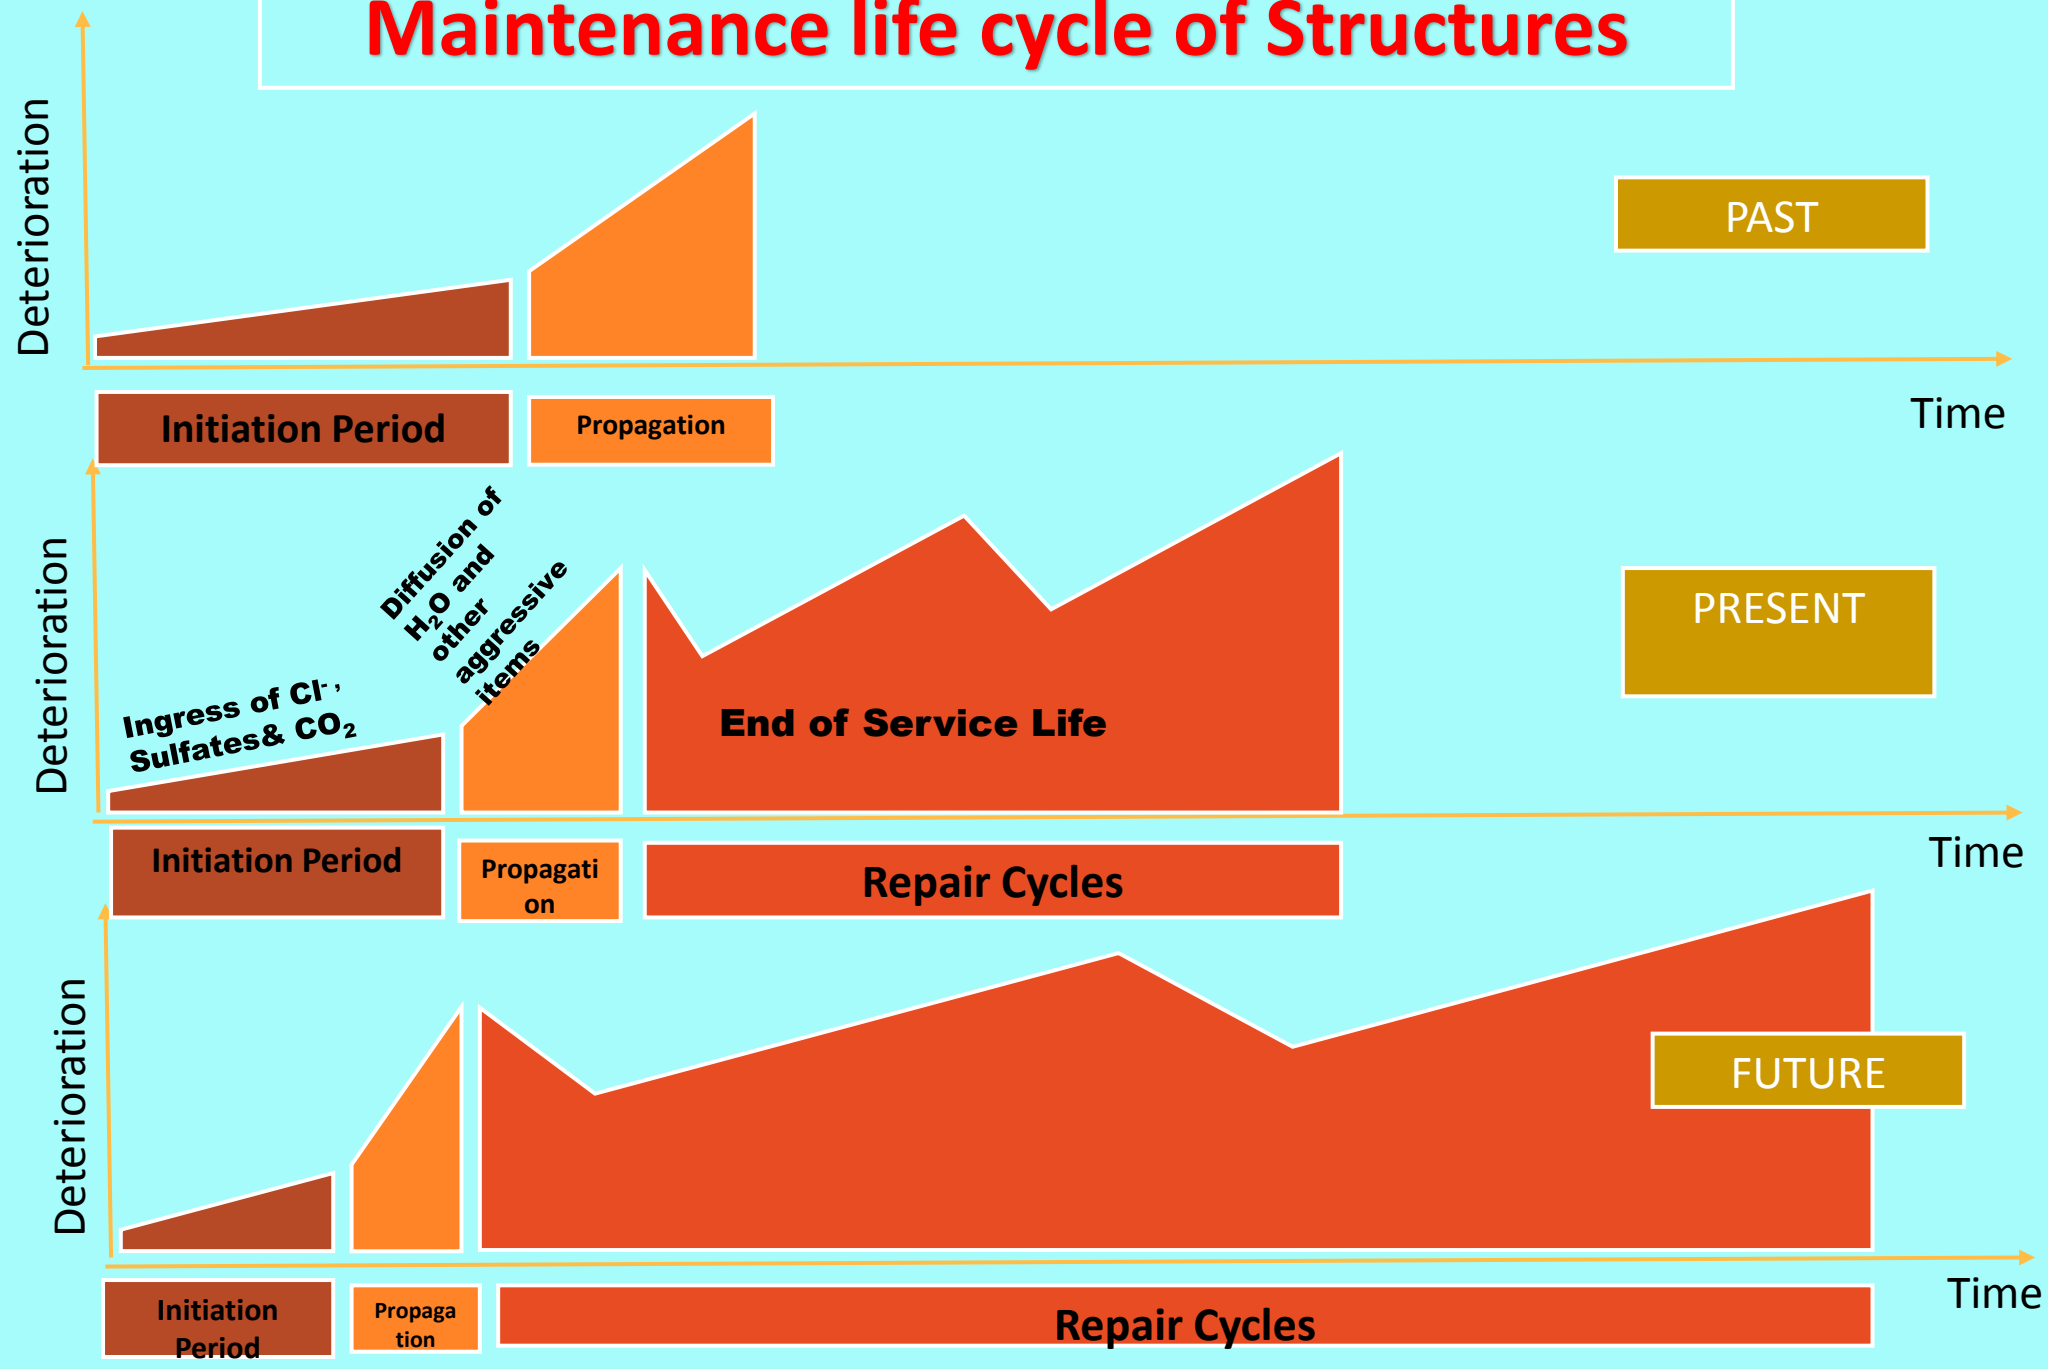 Maintenance life cycle of Structures
Deterioration
PAST
Time
Initiation Period
Propagation
Deterioration
Ingress of Cl⁻,
Sulfates& CO₂
Diffusion of
H₂O and
other
aggressive
items
End of Service Life
PRESENT
Time
Initiation Period
Propagati
on
Repair Cycles
Deterioration
FUTURE
Time
Initiation
Period
Propaga
tion
Repair Cycles